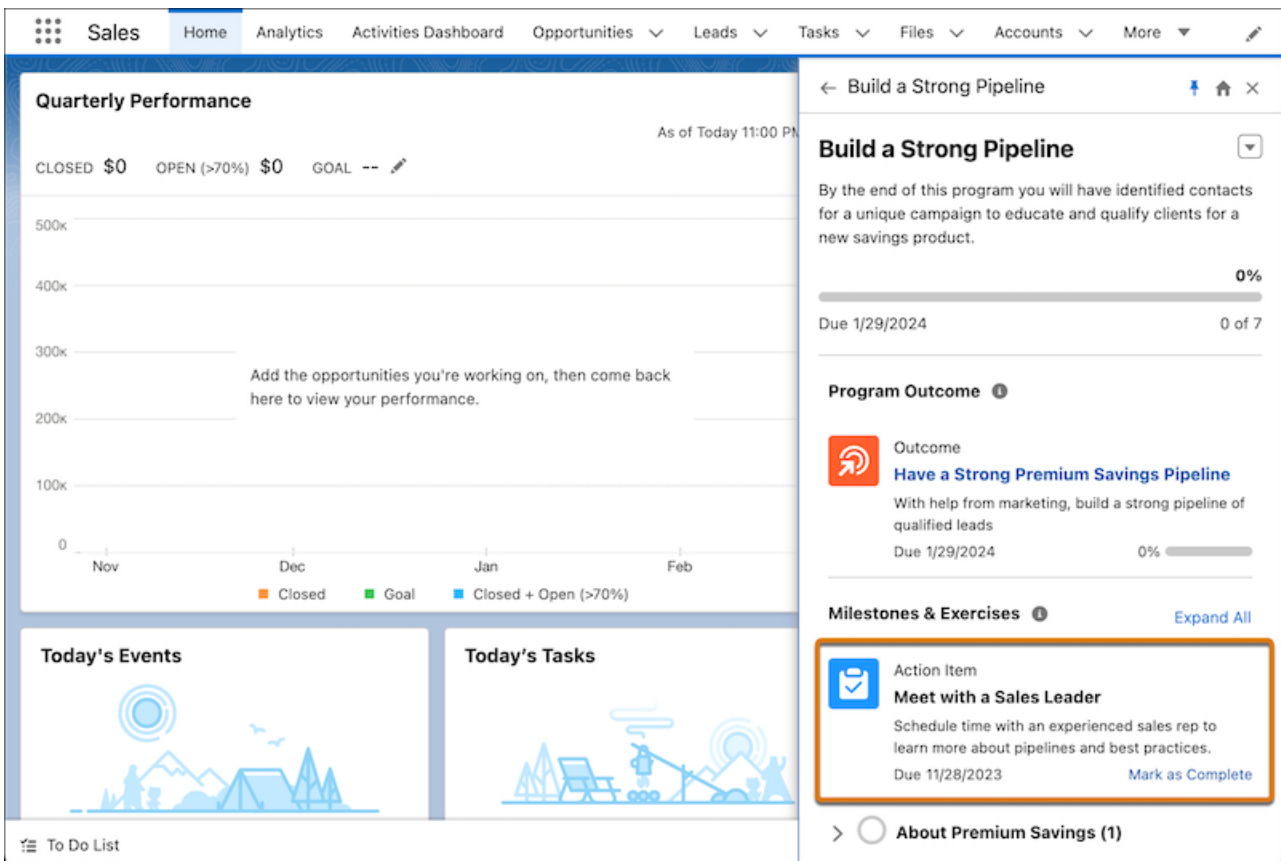 Sales
Home
Analytics
Activities Dashboard
Opportunities
Leads
Tasks
Files
Accounts
More
Quarterly Performance
As of Today 11:00 PM
CLOSED $0 OPEN (>70%) $0 GOAL --
500K
400K
300K
200K
100K
0
Add the opportunities you're working on, then come back
here to view your performance.
Nov Dec Jan Feb
Closed Goal Closed + Open (>70%)
Today's Events
Today's Tasks
To Do List
Build a Strong Pipeline
Build a Strong Pipeline
By the end of this program you will have identified contacts
for a unique campaign to educate and qualify clients for a
new savings product.
0%
Due 1/29/2024 0 of 7
Program Outcome
Outcome
Have a Strong Premium Savings Pipeline
With help from marketing, build a strong pipeline of
qualified leads
Due 1/29/2024 0%
Milestones & Exercises Expand All
Action Item
Meet with a Sales Leader
Schedule time with an experienced sales rep to
learn more about pipelines and best practices.
Due 11/28/2023 Mark as Complete
About Premium Savings (1)